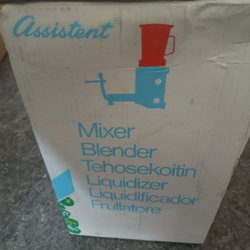 assistent
Mixer
Blender
Tehosekoitin
Liquidizer
Liquidificador
Frullatore